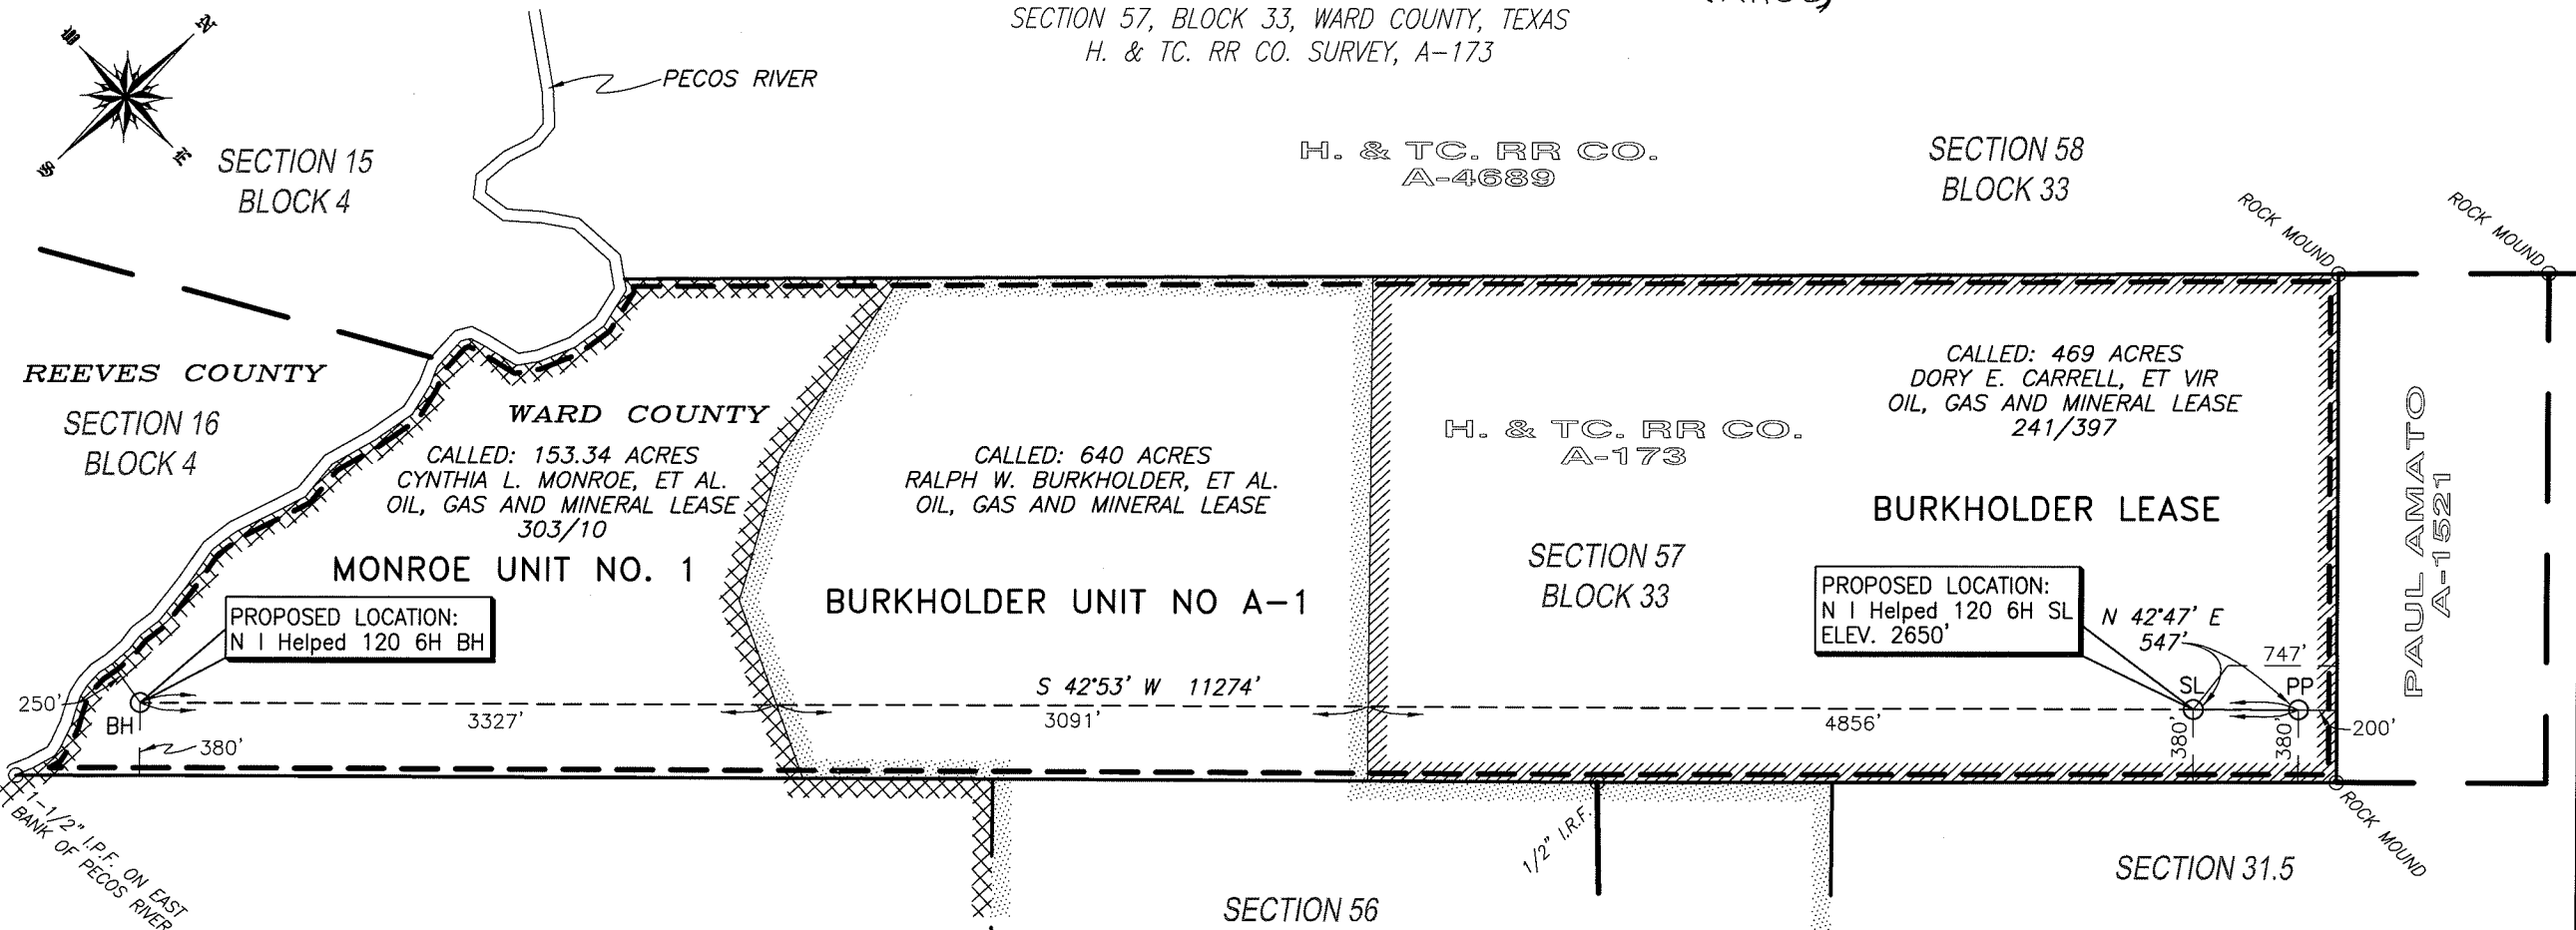 SECTION 57, BLOCK 33, WARD COUNTY, TEXAS
H. & TC. RR CO. SURVEY, A-173
N
W
S
E
PECOS RIVER
SECTION 15
BLOCK 4
H. & TC. RR CO.
A-4689
SECTION 58
BLOCK 33
ROCK MOUND
ROCK MOUND
REEVES COUNTY
SECTION 16
BLOCK 4
WARD COUNTY
CALLED: 153.34 ACRES
CYNTHIA L. MONROE, ET AL.
OIL, GAS AND MINERAL LEASE
303/10
MONROE UNIT NO. 1
PROPOSED LOCATION:
N I Helped 120 6H BH
CALLED: 640 ACRES
RALPH W. BURKHOLDER, ET AL.
OIL, GAS AND MINERAL LEASE
BURKHOLDER UNIT NO A-1
H. & TC. RR CO.
A-173
SECTION 57
BLOCK 33
CALLED: 469 ACRES
DORY E. CARRELL, ET VIR
OIL, GAS AND MINERAL LEASE
241/397
BURKHOLDER LEASE
PROPOSED LOCATION:
N I Helped 120 6H SL
ELEV. 2650'
N 42°47' E
547'
747'
PAUL AMATO
A-1521
250'
BH
380'
3327'
S 42°53' W 11274'
3091'
4856'
SL
PP
380'
380'
200'
1-1/2" I.P.F. ON EAST
BANK OF PECOS RIVER
1/2" I.R.F.
ROCK MOUND
SECTION 56
SECTION 31.5